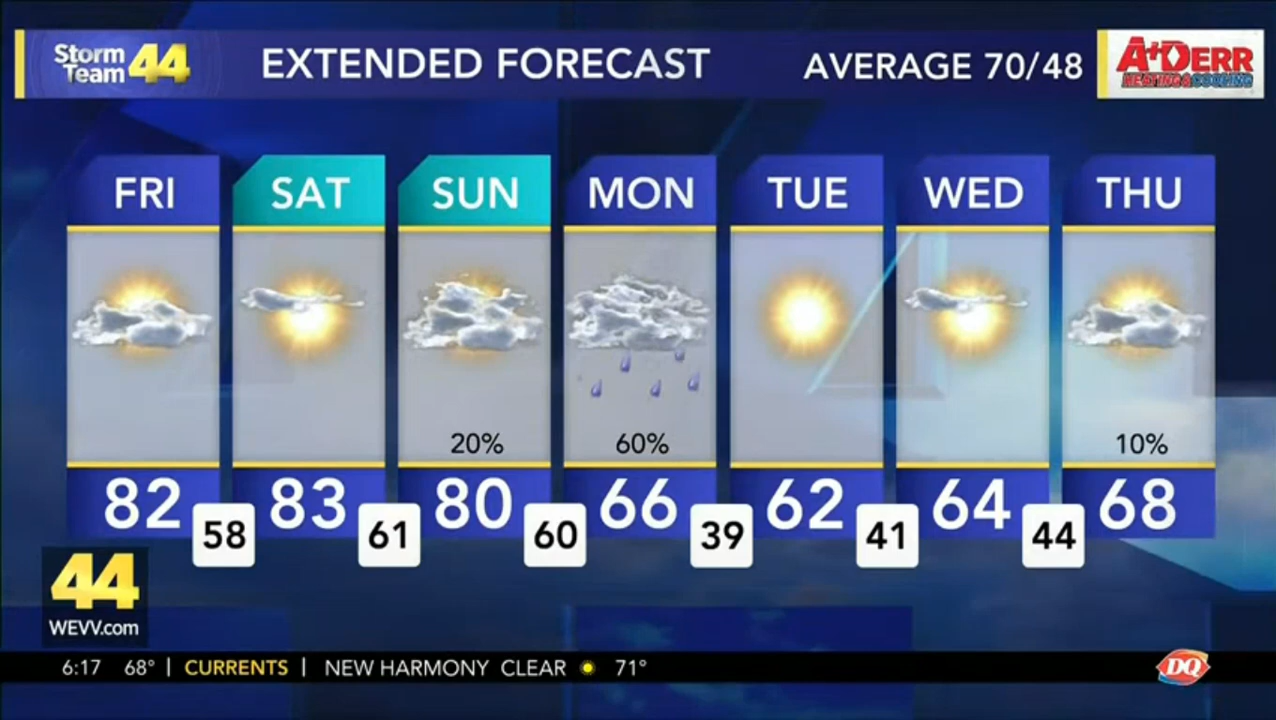 Storm Team 44
EXTENDED FORECAST
AVERAGE 70/48
A+DERR
HEATING & COOLING
FRI SAT SUN MON TUE WED THU
20% 60% 10%
82 83 80 66 62 64 68
58 61 60 39 41 44
44
WEVV.com
6:17 68° | CURRENTS | NEW HARMONY CLEAR 71°
DQ